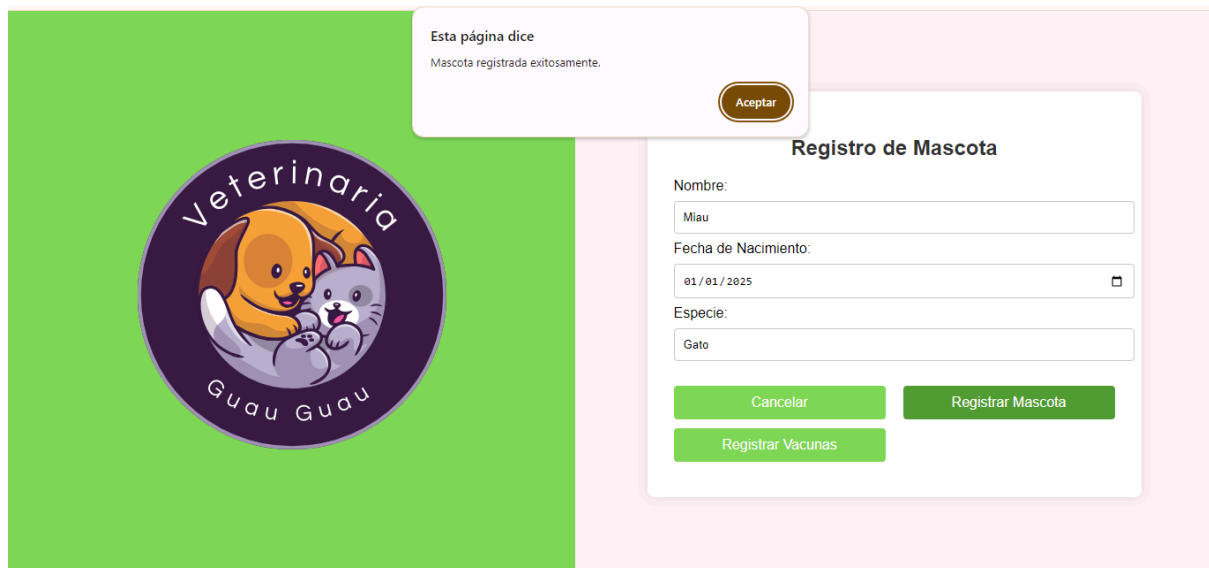 Esta página dice
Mascota registrada exitosamente.
Aceptar
Veterinaria
Guau Guau
Registro de Mascota
Nombre:
Miau
Fecha de Nacimiento:
01/01/2025
Especie:
Gato
Cancelar
Registrar Mascota
Registrar Vacunas